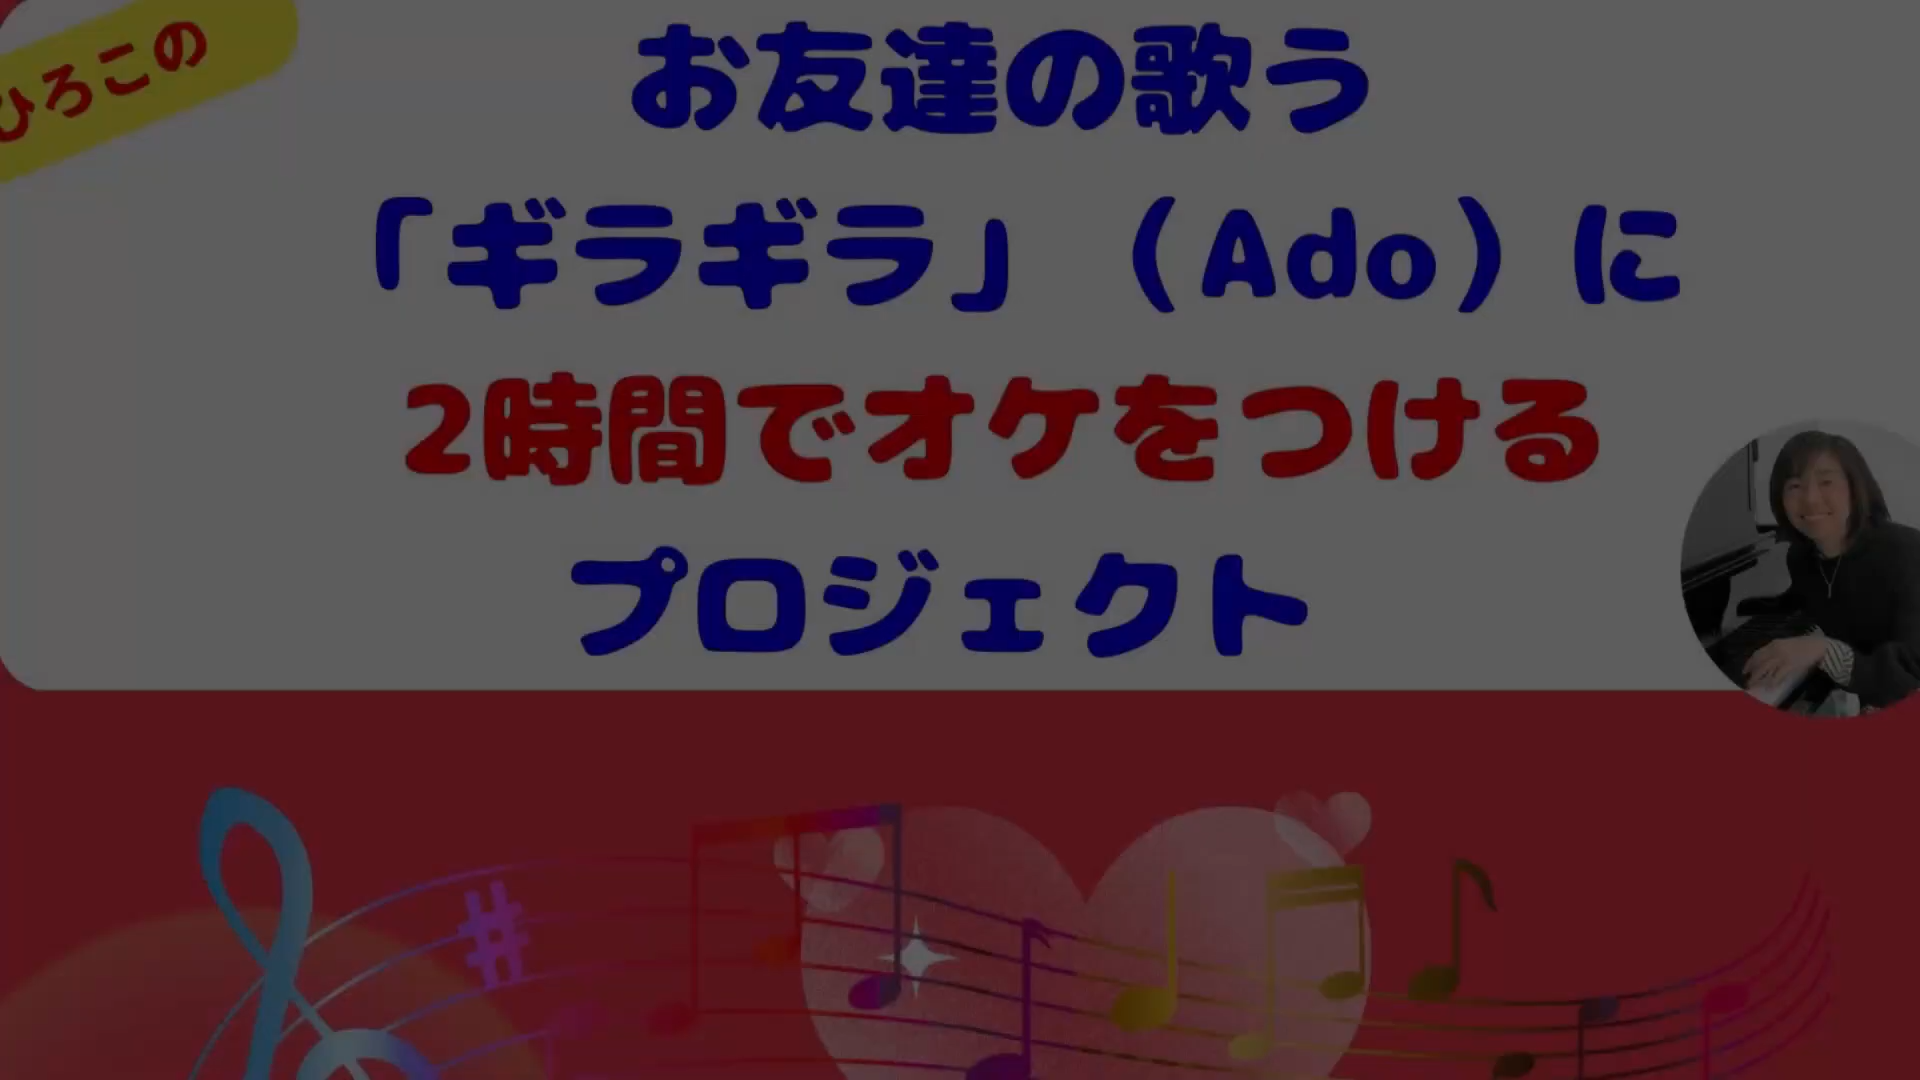 ひろこの
お友達の歌う
「ギラギラ」（Ado）に
2時間でオケをつける
プロジェクト